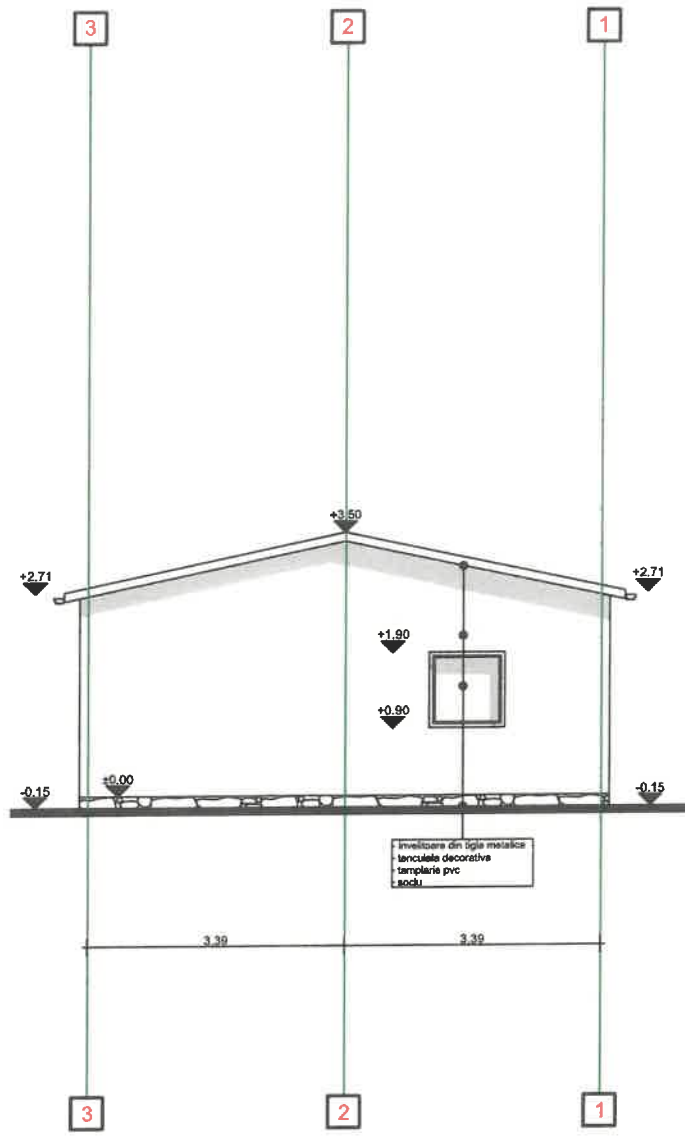 3 2 1
+3.50
+2.71 +2.71
+1.90
+0.90
-0.15 ±0.00 -0.15
- invelitoare din tigla metalica
- tencuiala decorativa
- tamplarie pvc
- soclu
3.39 3.39
3 2 1